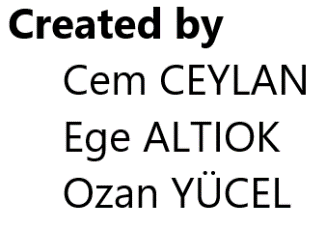 Created by
Cem CEYLAN
Ege ALTIOK
Ozan YÜCEL